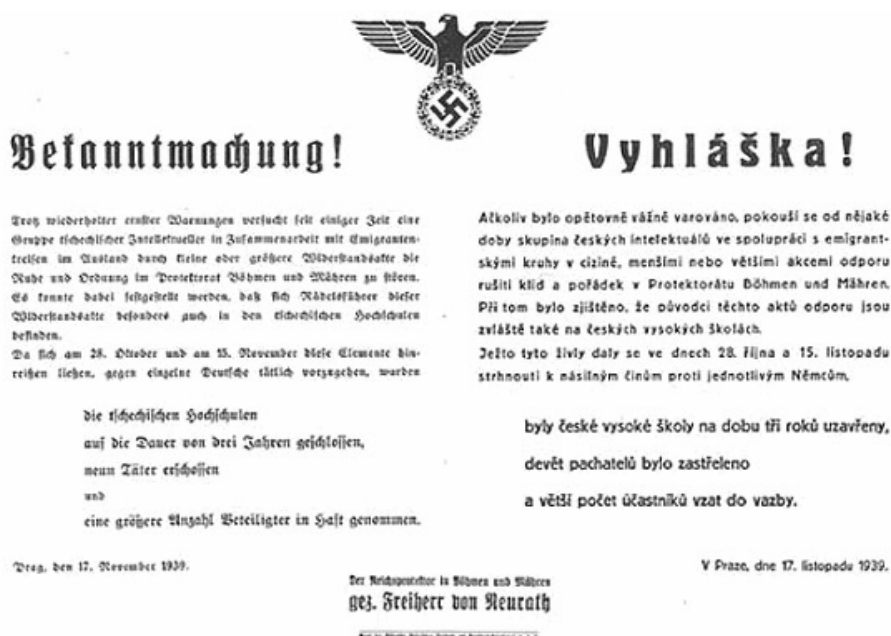 Bekanntmachung!
Trotz wiederholter ernster Warnungen versucht seit einiger Zeit eine
Gruppe tschechischer Intellektueller in Zusammenarbeit mit Emigranten-
kreisen im Ausland durch kleine oder größere Widerstandsakte die
Ruhe und Ordnung im Protektorat Böhmen und Mähren zu stören.
Es konnte dabei festgestellt werden, daß sich Rädelsführer dieser
Widerstandsakte besonders auch in den tschechischen Hochschulen
befinden.
Da sich am 28. Oktober und am 15. November diese Elemente hin-
reißen ließen, gegen einzelne Deutsche tätlich vorzugehen, wurden
die tschechischen Hochschulen
auf die Dauer von drei Jahren geschlossen,
neun Täter erschossen
und
eine größere Anzahl Beteiligter in Haft genommen.
Prag, den 17. November 1939.
Vyhláška!
Ačkoliv bylo opětovně vážně varováno, pokouší se od nějaké
doby skupina českých intelektuálů ve spolupráci s emigrant-
skými kruhy v cizině, menšími nebo většími akcemi odporu
rušiti klid a pořádek v Protektorátu Böhmen und Mähren.
Při tom bylo zjištěno, že původci těchto aktů odporu jsou
zvláště také na českých vysokých školách.
Ježto tyto živly daly se ve dnech 28. října a 15. listopadu
strhnouti k násilným činům proti jednotlivým Němcům,
byly české vysoké školy na dobu tří roků uzavřeny,
devět pachatelů bylo zastřeleno
a větší počet účastníků vzat do vazby.
V Praze, dne 17. listopadu 1939.
Der Reichsprotektor in Böhmen und Mähren
gez. Freiherr von Neurath